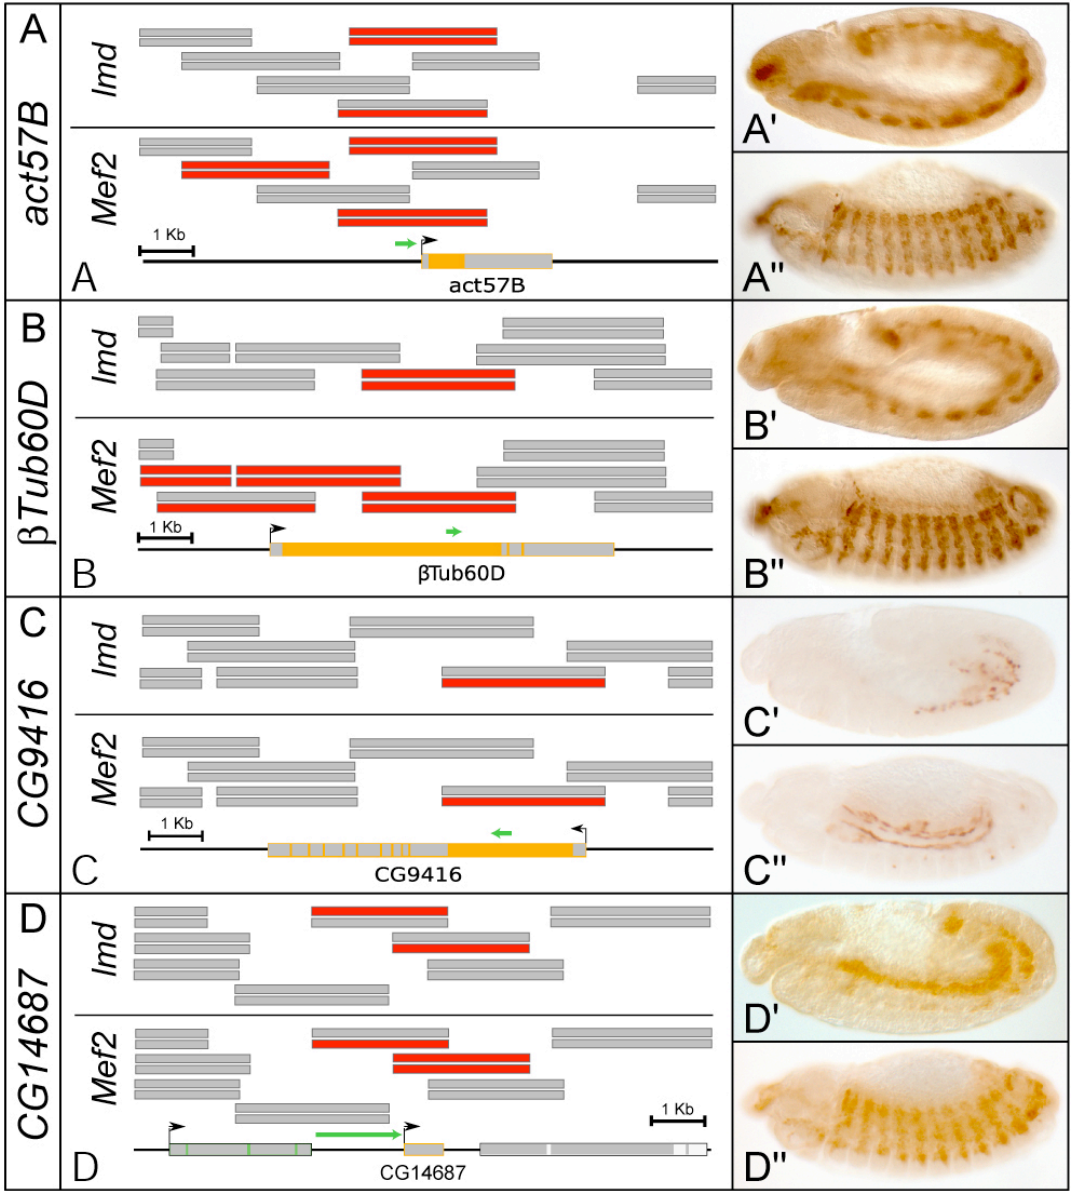 A
act57B
lmd
Mef2
1 Kb
act57B
A
A'
A"
B
βTub60D
lmd
Mef2
1 Kb
βTub60D
B
B'
B"
C
CG9416
lmd
Mef2
1 Kb
CG9416
C
C'
C"
D
CG14687
lmd
Mef2
1 Kb
CG14687
D
D'
D"